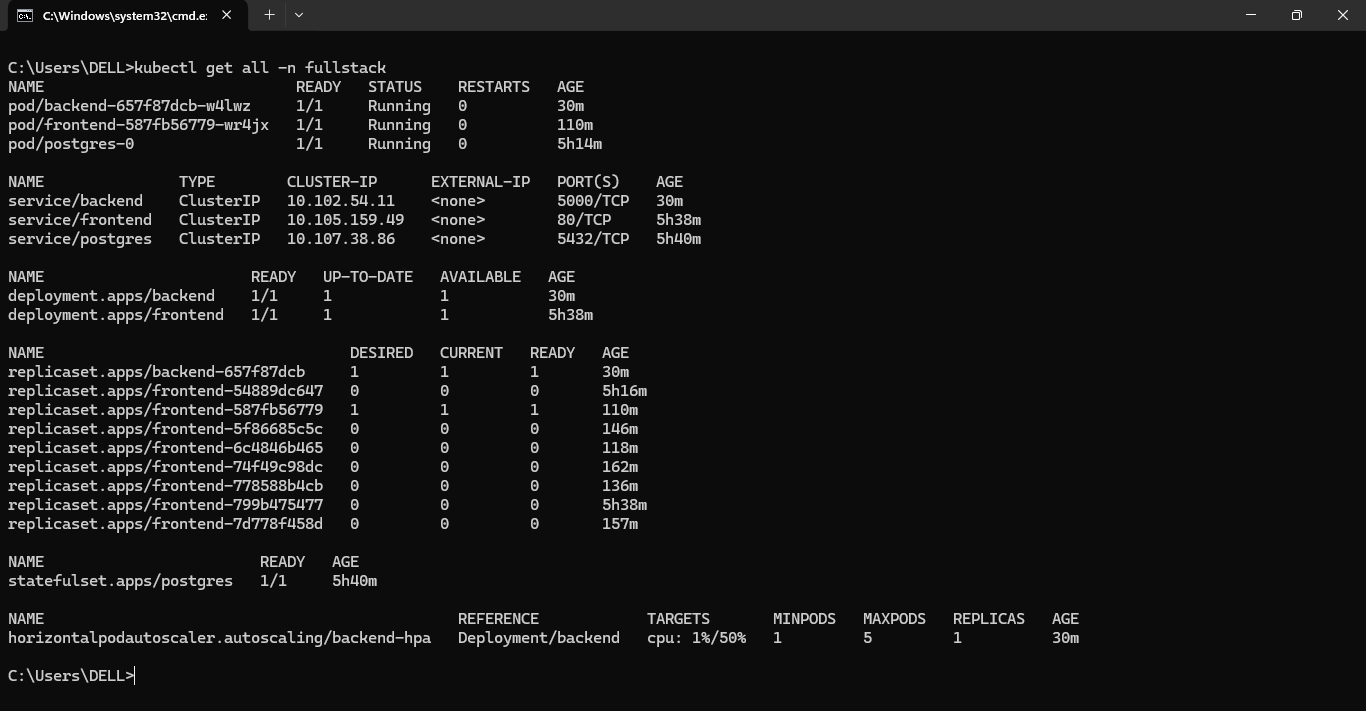 C:\Windows\system32\cmd.e:
C:\Users\DELL>kubectl get all -n fullstack
NAME                            READY   STATUS    RESTARTS   AGE
pod/backend-657f87dcb-w4lwz     1/1     Running   0          30m
pod/frontend-587fb56779-wr4jx   1/1     Running   0          110m
pod/postgres-0                  1/1     Running   0          5h14m
NAME               TYPE        CLUSTER-IP      EXTERNAL-IP   PORT(S)    AGE
service/backend    ClusterIP   10.102.54.11    <none>        5000/TCP   30m
service/frontend   ClusterIP   10.105.159.49   <none>        80/TCP     5h38m
service/postgres   ClusterIP   10.107.38.86    <none>        5432/TCP   5h40m
NAME                       READY   UP-TO-DATE   AVAILABLE   AGE
deployment.apps/backend    1/1     1            1           30m
deployment.apps/frontend   1/1     1            1           5h38m
NAME                                  DESIRED   CURRENT   READY   AGE
replicaset.apps/backend-657f87dcb     1         1         1       30m
replicaset.apps/frontend-54889dc647   0         0         0       5h16m
replicaset.apps/frontend-587fb56779   1         1         1       110m
replicaset.apps/frontend-5f86685c5c   0         0         0       146m
replicaset.apps/frontend-6c4846b465   0         0         0       118m
replicaset.apps/frontend-74f49c98dc   0         0         0       162m
replicaset.apps/frontend-778588b4cb   0         0         0       136m
replicaset.apps/frontend-799b475477   0         0         0       5h38m
replicaset.apps/frontend-7d778f458d   0         0         0       157m
NAME                        READY   AGE
statefulset.apps/postgres   1/1     5h40m
NAME                                              REFERENCE            TARGETS       MINPODS   MAXPODS   REPLICAS   AGE
horizontalpodautoscaler.autoscaling/backend-hpa   Deployment/backend   cpu: 1%/50%   1         5         1          30m
C:\Users\DELL>